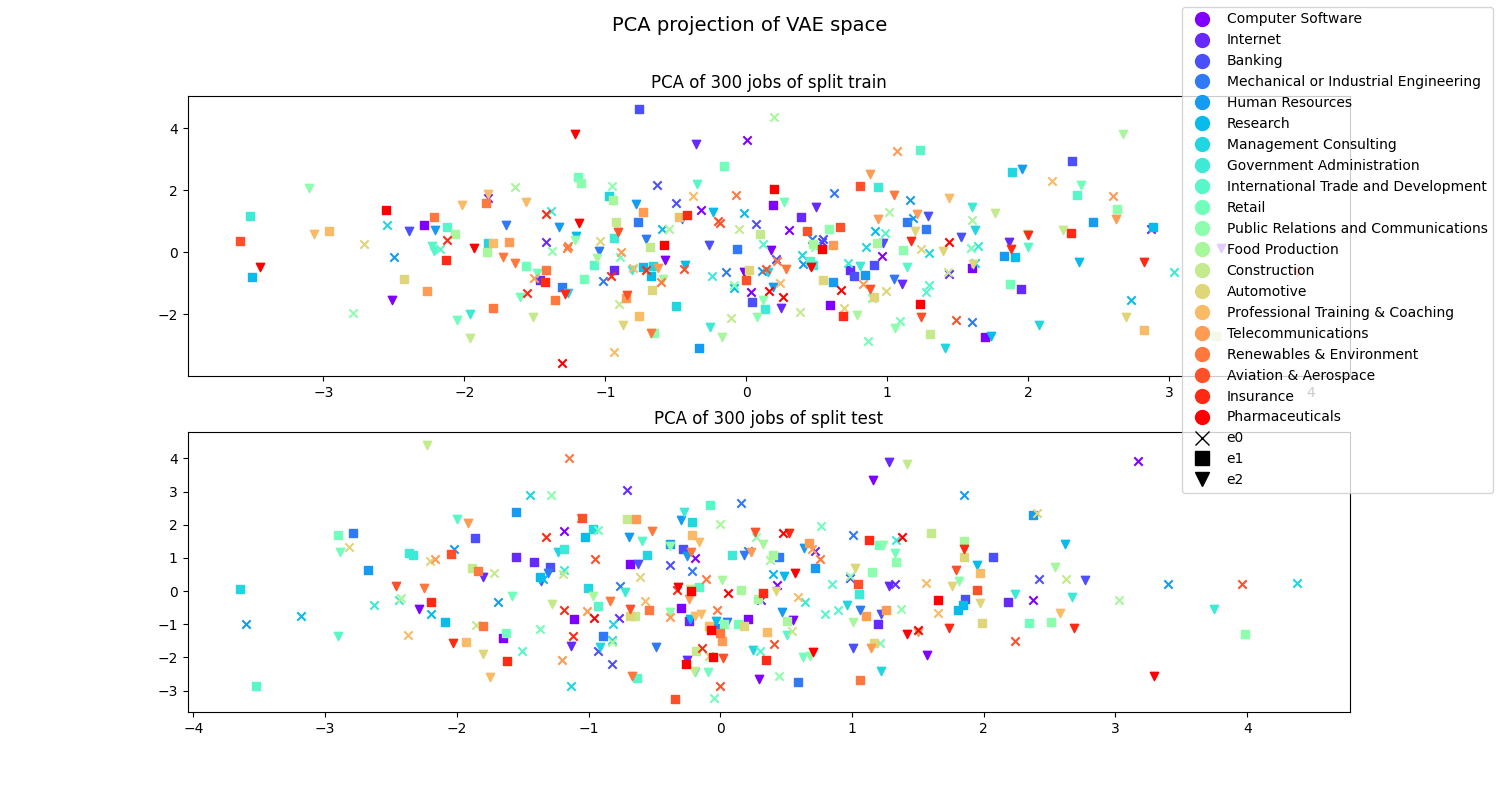 PCA projection of VAE space
PCA of 300 jobs of split train
4
2
0
−2
−3
−2
−1
0
1
2
3
4
PCA of 300 jobs of split test
4
3
2
1
0
−1
−2
−3
−4
−3
−2
−1
0
1
2
3
4
Computer Software
Internet
Banking
Mechanical or Industrial Engineering
Human Resources
Research
Management Consulting
Government Administration
International Trade and Development
Retail
Public Relations and Communications
Food Production
Construction
Automotive
Professional Training & Coaching
Telecommunications
Renewables & Environment
Aviation & Aerospace
Insurance
Pharmaceuticals
e0
e1
e2